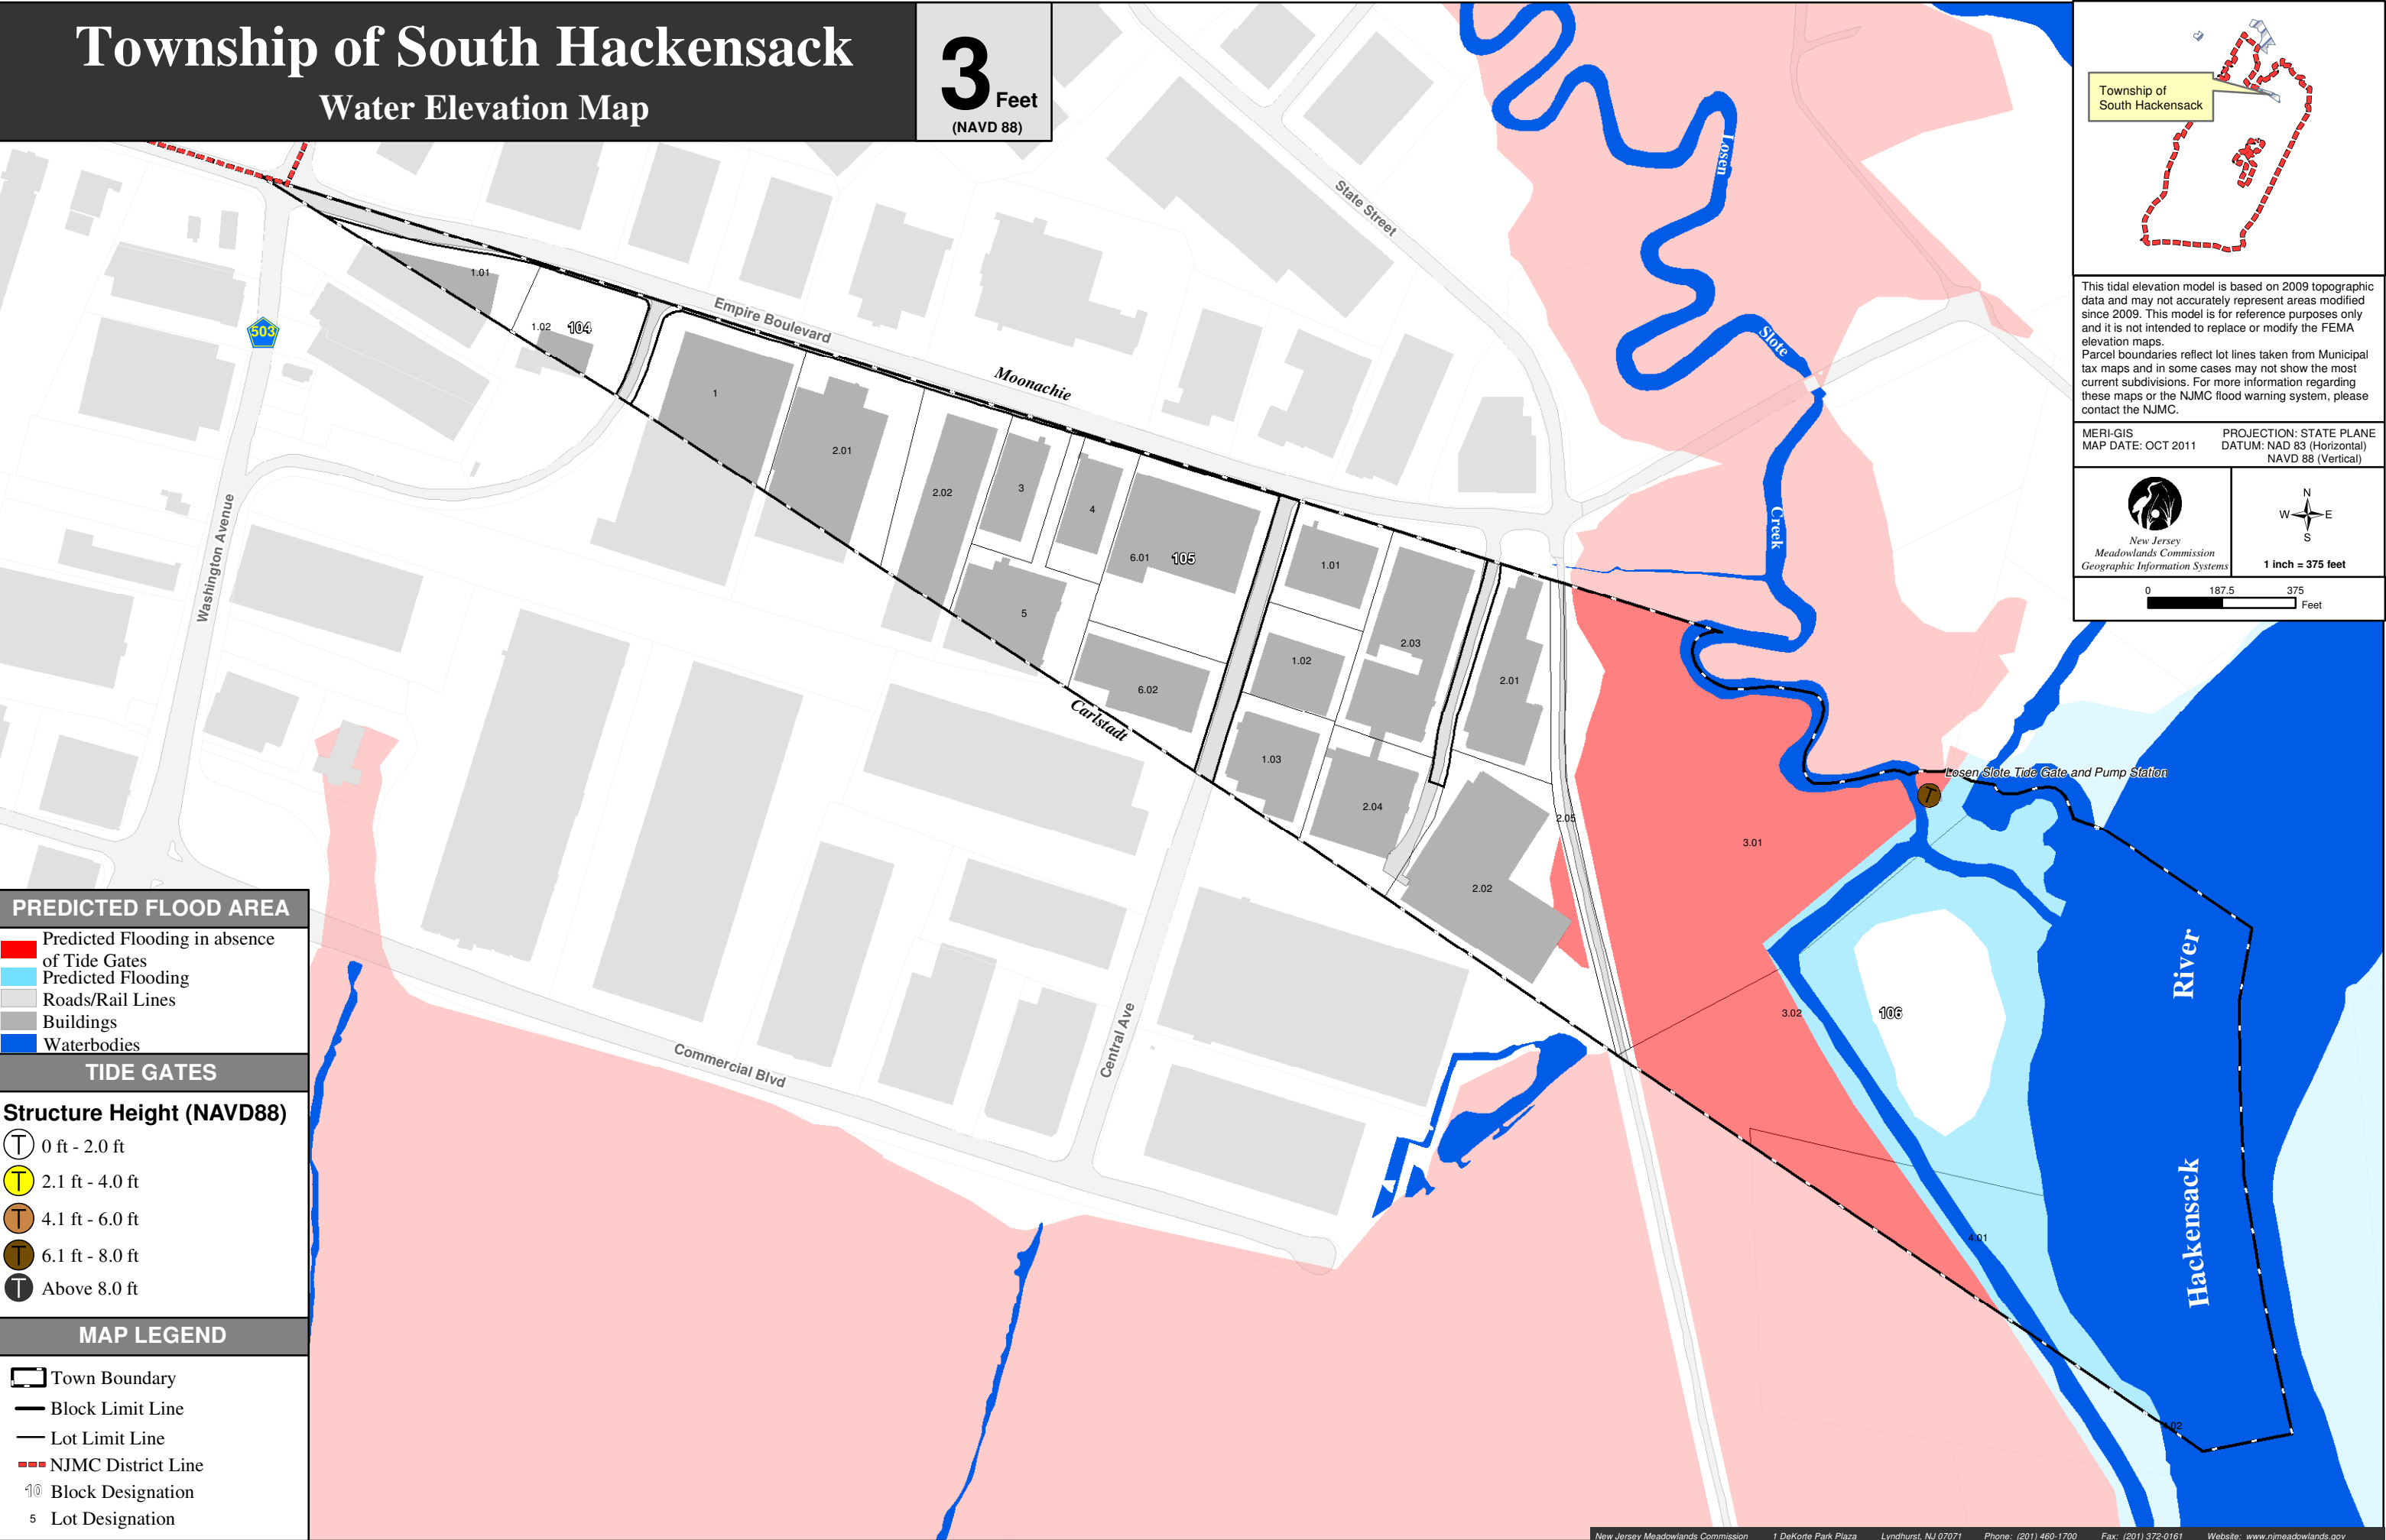 Township of South Hackensack
Water Elevation Map
3 Feet
(NAVD 88)
Township of
South Hackensack
This tidal elevation model is based on 2009 topographic
data and may not accurately represent areas modified
since 2009. This model is for reference purposes only
and it is not intended to replace or modify the FEMA
elevation maps.
Parcel boundaries reflect lot lines taken from Municipal
tax maps and in some cases may not show the most
current subdivisions. For more information regarding
these maps or the NJMC flood warning system, please
contact the NJMC.
MERI-GIS PROJECTION: STATE PLANE
MAP DATE: OCT 2011 DATUM: NAD 83 (Horizontal)
NAVD 88 (Vertical)
New Jersey
Meadowlands Commission
Geographic Information Systems
N
W E
S
1 inch = 375 feet
0 187.5 375
Feet
Losen
Slote
Creek
State Street
Empire Boulevard
Moonachie
503
Washington Avenue
Carlstadt
Central Ave
Commercial Blvd
1.01
1.02
104
1
2.01
2.02
3
4
5
6.01
105
6.02
1.01
1.02
1.03
2.03
2.04
2.01
2.02
2.05
3.01
3.02
106
4.01
Losen Slote Tide Gate and Pump Station
T
Hackensack
River
PREDICTED FLOOD AREA
Predicted Flooding in absence
of Tide Gates
Predicted Flooding
Roads/Rail Lines
Buildings
Waterbodies
TIDE GATES
Structure Height (NAVD88)
T 0 ft - 2.0 ft
T 2.1 ft - 4.0 ft
T 4.1 ft - 6.0 ft
T 6.1 ft - 8.0 ft
T Above 8.0 ft
MAP LEGEND
Town Boundary
Block Limit Line
Lot Limit Line
NJMC District Line
10 Block Designation
5 Lot Designation
New Jersey Meadowlands Commission 1 DeKorte Park Plaza Lyndhurst, NJ 07071 Phone: (201) 460-1700 Fax: (201) 372-0161 Website: www.njmeadowlands.gov